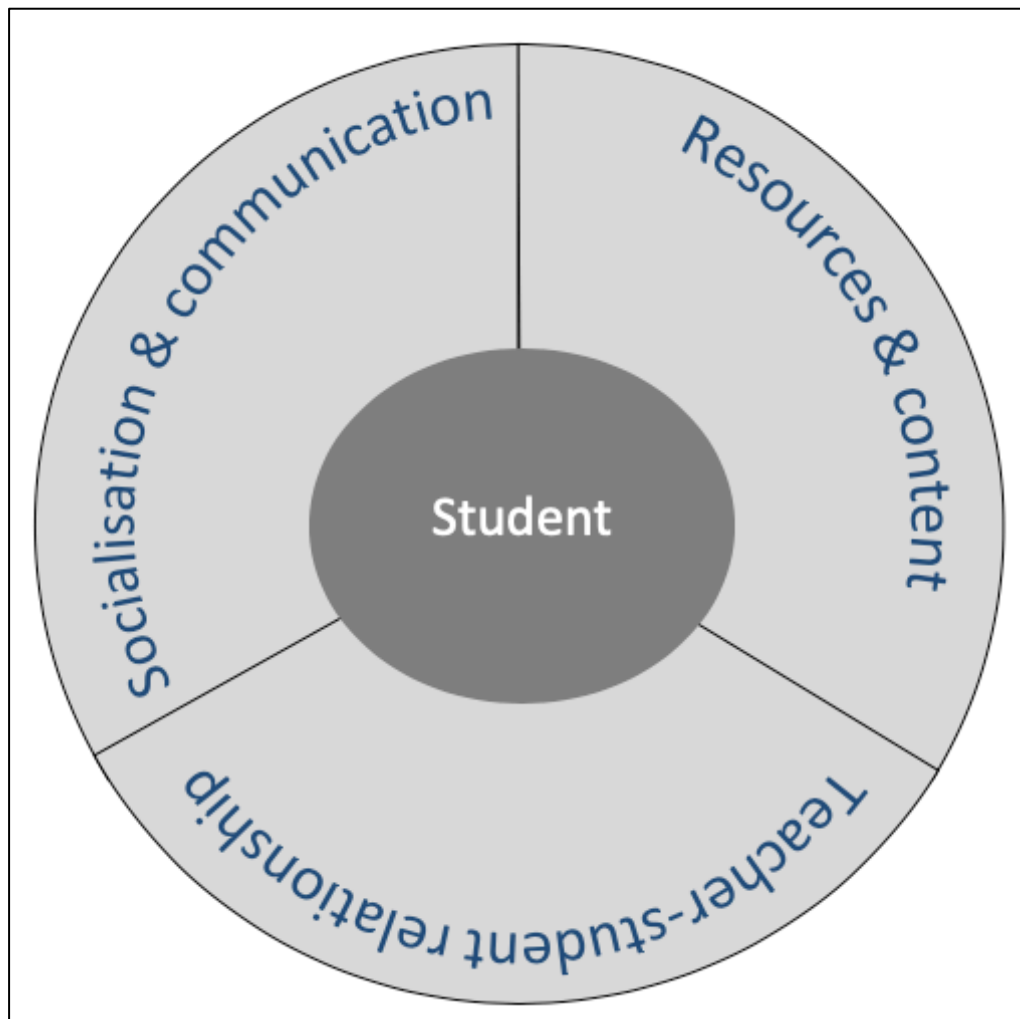 Socialisation & communication
Resources & content
Student
Teacher-student relationship